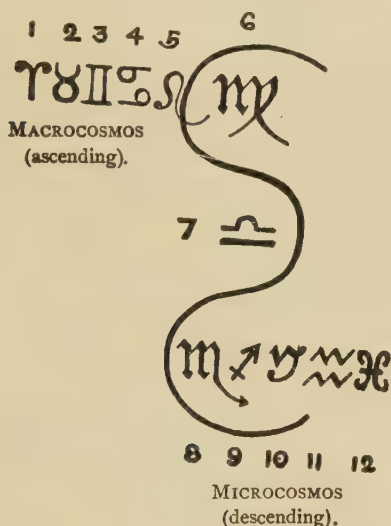 1 2 3 4 5 6
♈♉♊♋♌ ♍
MACROCOSMOS
(ascending).
7 ♎
♏♐♑♒♓
8 9 10 11 12
MICROCOSMOS
(descending).